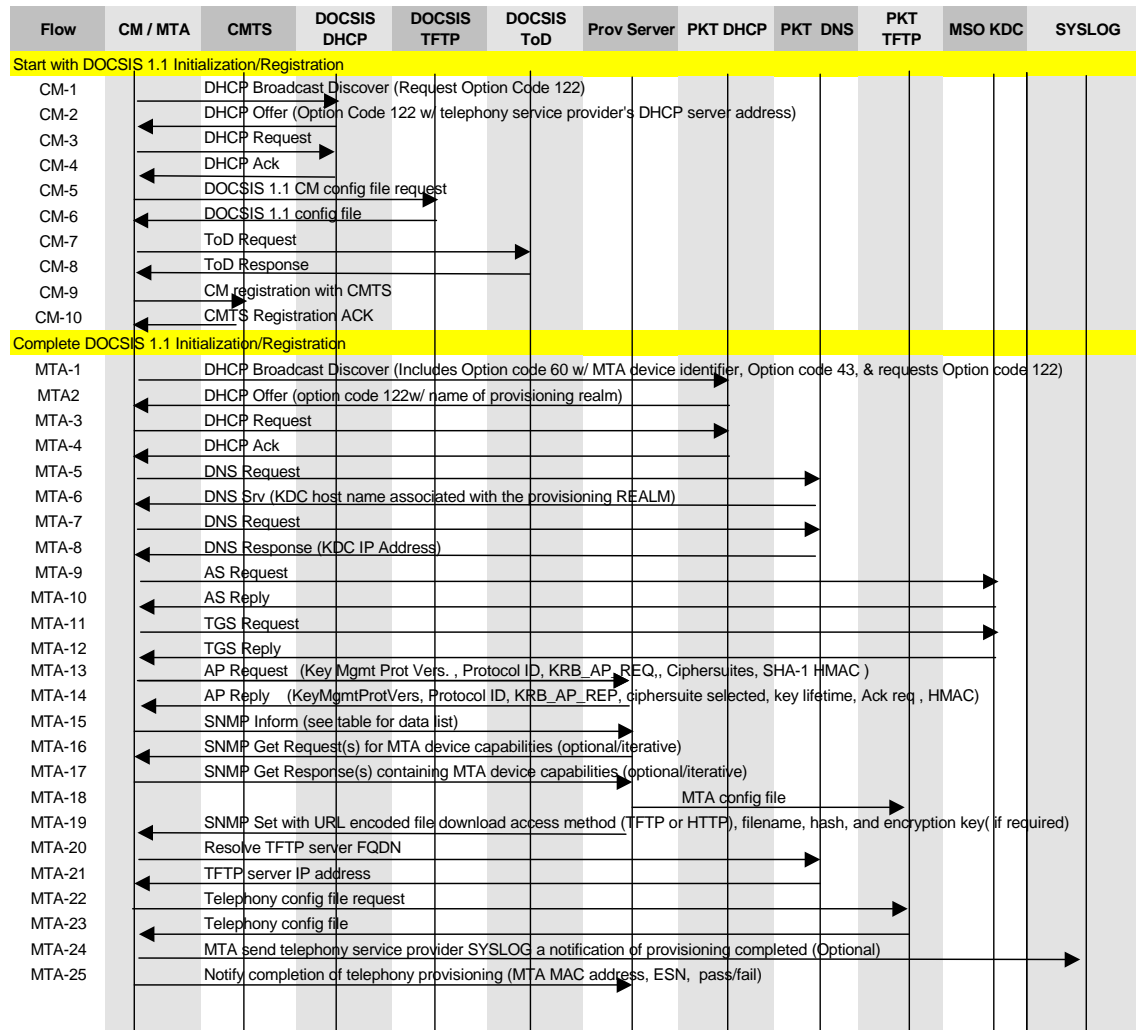 Flow CM / MTA CMTS DOCSIS DHCP DOCSIS TFTP DOCSIS ToD Prov Server PKT DHCP PKT DNS PKT TFTP MSO KDC SYSLOG
Start with DOCSIS 1.1 Initialization/Registration
CM-1 DHCP Broadcast Discover (Request Option Code 122)
CM-2 DHCP Offer (Option Code 122 w/ telephony service provider's DHCP server address)
CM-3 DHCP Request
CM-4 DHCP Ack
CM-5 DOCSIS 1.1 CM config file request
CM-6 DOCSIS 1.1 config file
CM-7 ToD Request
CM-8 ToD Response
CM-9 CM registration with CMTS
CM-10 CMTS Registration ACK
Complete DOCSIS 1.1 Initialization/Registration
MTA-1 DHCP Broadcast Discover (Includes Option code 60 w/ MTA device identifier, Option code 43, & requests Option code 122)
MTA2 DHCP Offer (option code 122w/ name of provisioning realm)
MTA-3 DHCP Request
MTA-4 DHCP Ack
MTA-5 DNS Request
MTA-6 DNS Srv (KDC host name associated with the provisioning REALM)
MTA-7 DNS Request
MTA-8 DNS Response (KDC IP Address)
MTA-9 AS Request
MTA-10 AS Reply
MTA-11 TGS Request
MTA-12 TGS Reply
MTA-13 AP Request (Key Mgmt Prot Vers. , Protocol ID, KRB_AP_REQ,, Ciphersuites, SHA-1 HMAC )
MTA-14 AP Reply (KeyMgmtProtVers, Protocol ID, KRB_AP_REP, ciphersuite selected, key lifetime, Ack req , HMAC)
MTA-15 SNMP Inform (see table for data list)
MTA-16 SNMP Get Request(s) for MTA device capabilities (optional/iterative)
MTA-17 SNMP Get Response(s) containing MTA device capabilities (optional/iterative)
MTA-18 MTA config file
MTA-19 SNMP Set with URL encoded file download access method (TFTP or HTTP), filename, hash, and encryption key( if required)
MTA-20 Resolve TFTP server FQDN
MTA-21 TFTP server IP address
MTA-22 Telephony config file request
MTA-23 Telephony config file
MTA-24 MTA send telephony service provider SYSLOG a notification of provisioning completed (Optional)
MTA-25 Notify completion of telephony provisioning (MTA MAC address, ESN, pass/fail)